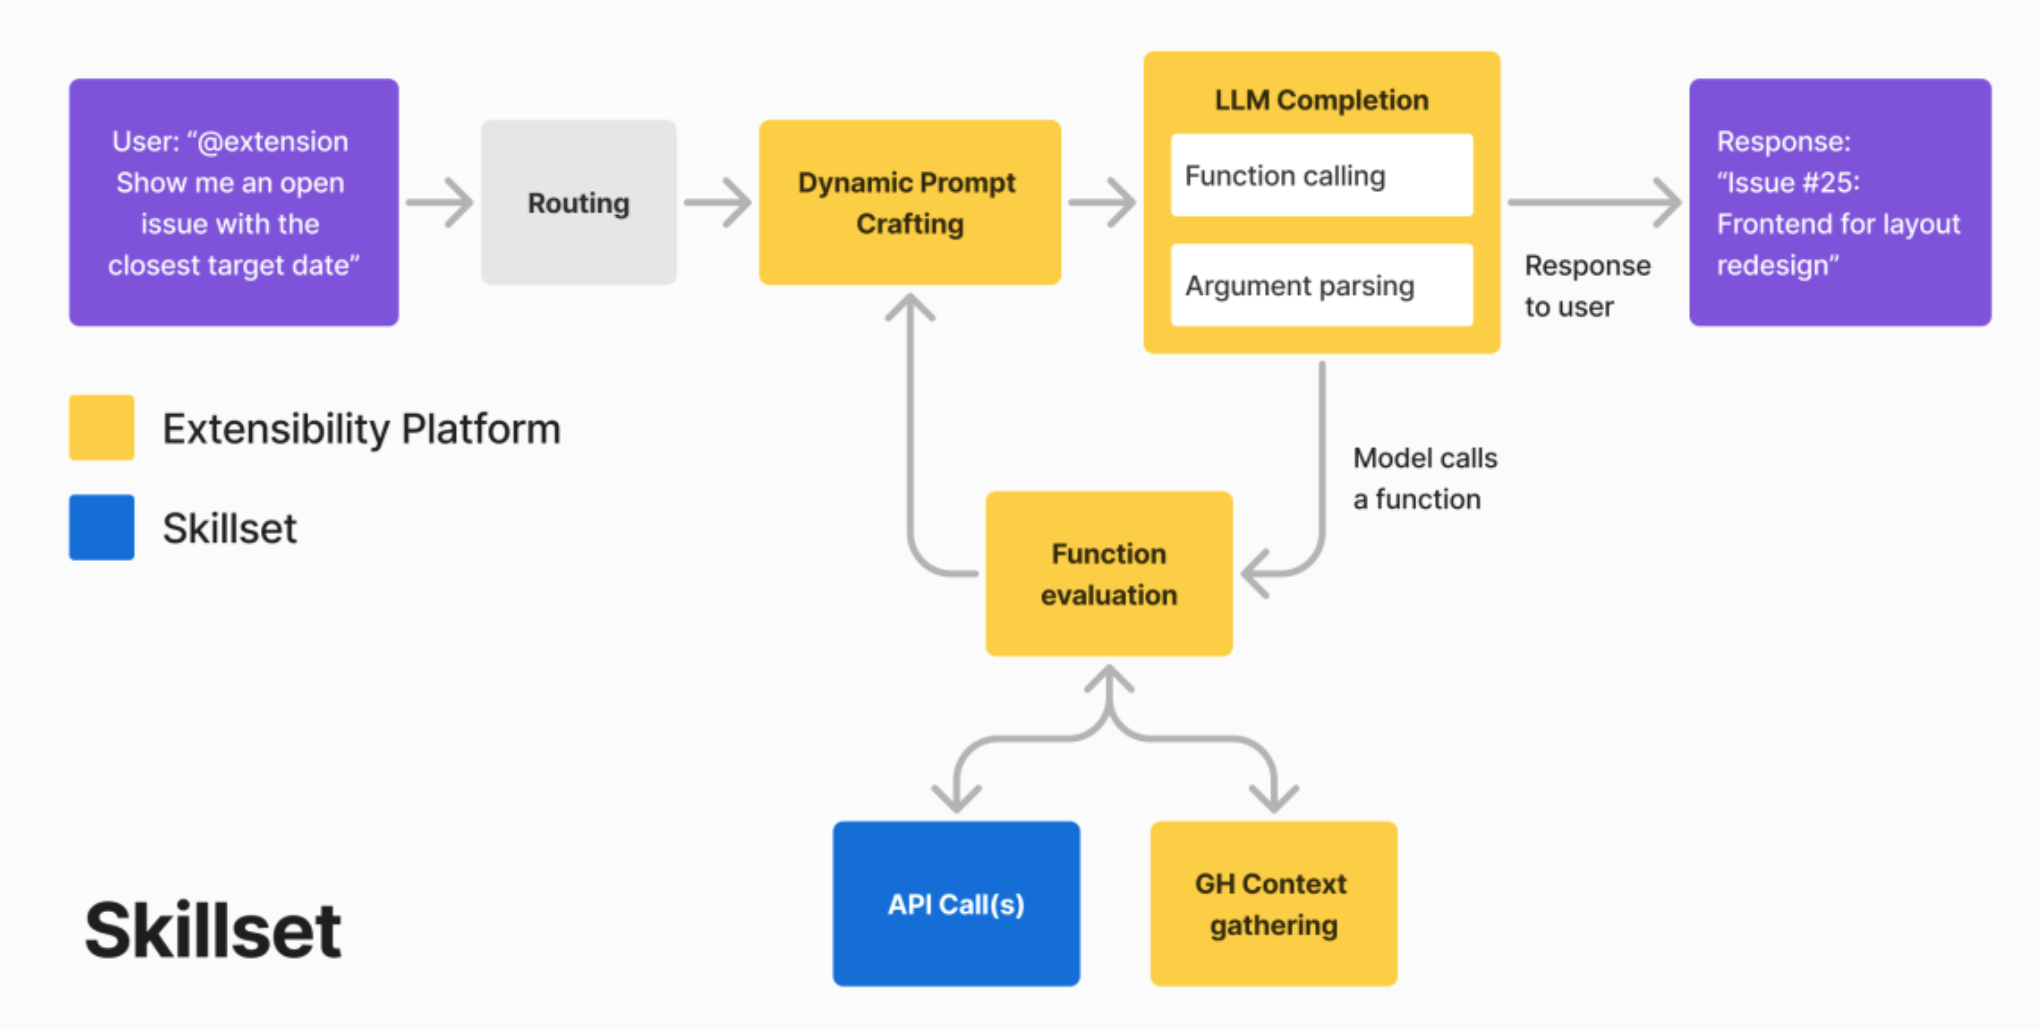 User: “@extension
Show me an open
issue with the
closest target date”
Routing
Dynamic Prompt
Crafting
LLM Completion
Function calling
Argument parsing
Response
to user
Response:
“Issue #25:
Frontend for layout
redesign”
Extensibility Platform
Skillset
Model calls
a function
Function
evaluation
API Call(s)
GH Context
gathering
Skillset